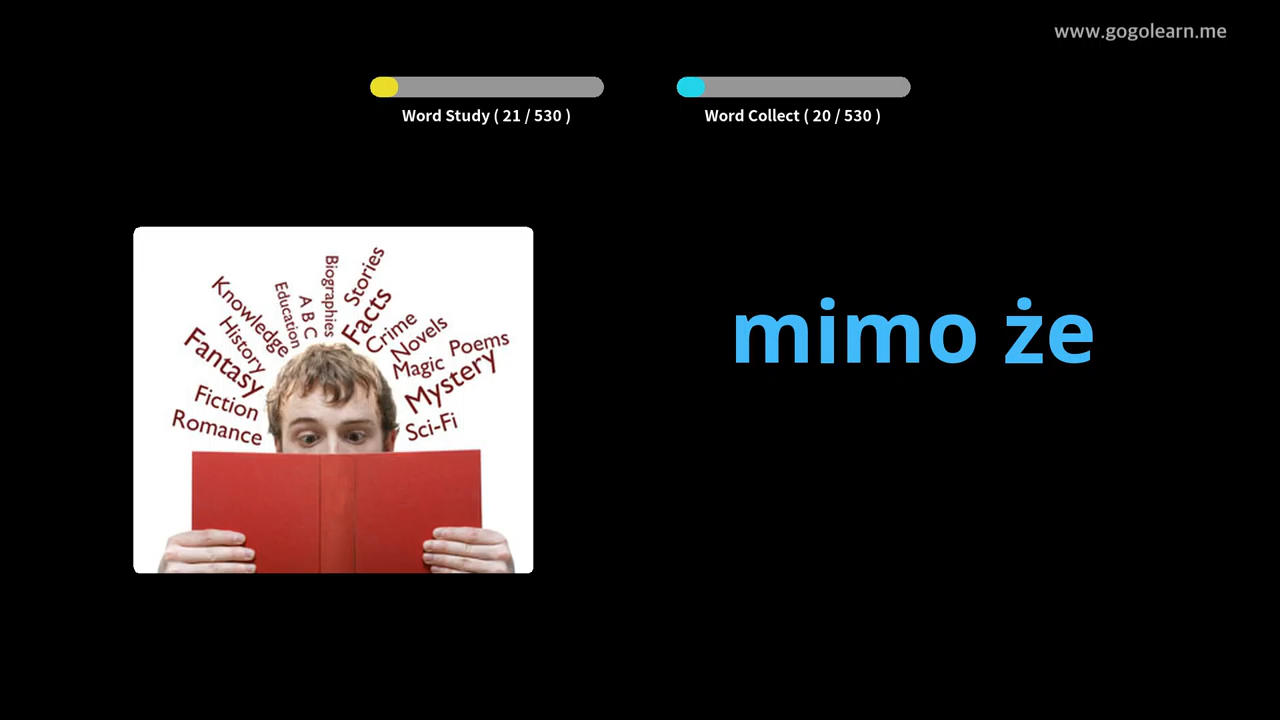 www.gogolearn.me
Word Study ( 21 / 530 )
Word Collect ( 20 / 530 )
Knowledge
History
Fantasy
Fiction
Romance
Education
A B C
Biographies
Stories
Facts
Crime
Novels
Magic
Poems
Mystery
Sci-Fi
mimo że